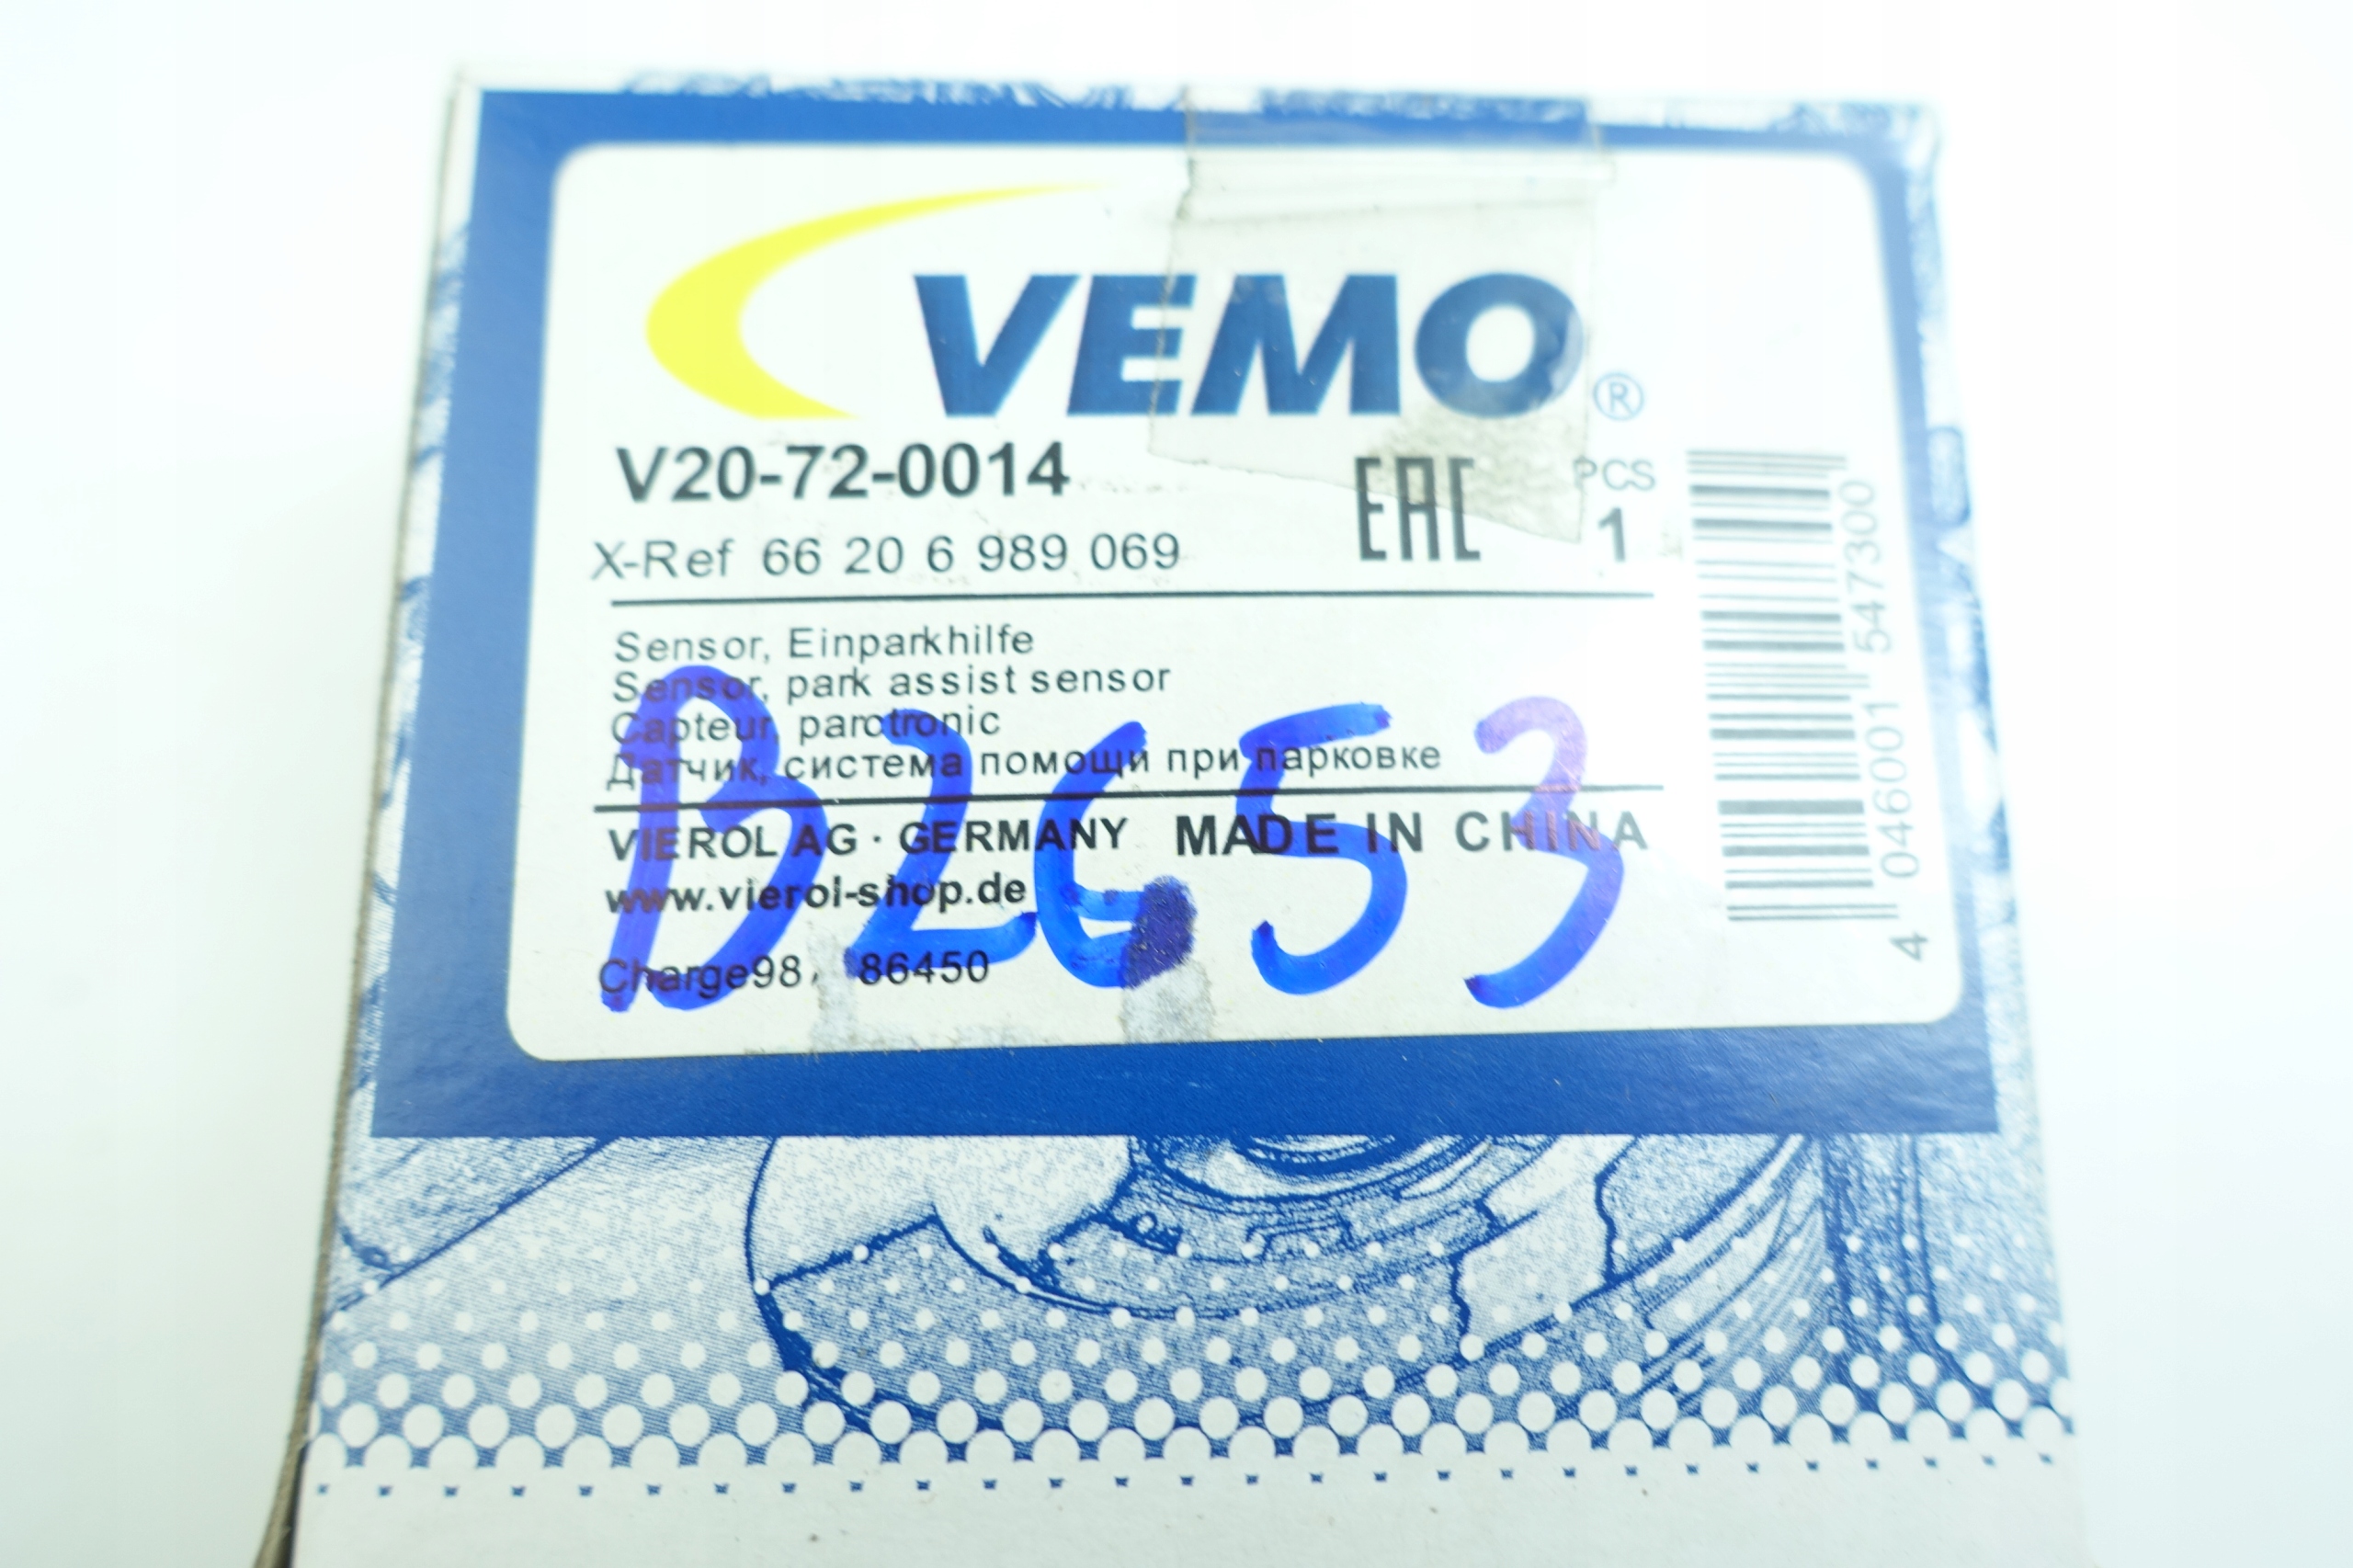 VEMO®
V20-72-0014
EAC
PCS
1
X-Ref 66 20 6 989 069
Sensor, Einparkhilfe
Sensor, park assist sensor
Capteur, parctronic
Датчик, система помощи при парковке
VIEROL AG · GERMANY MADE IN CHINA
www.vierol-shop.de
Charge98, 86450
B2653
4 046001 547300